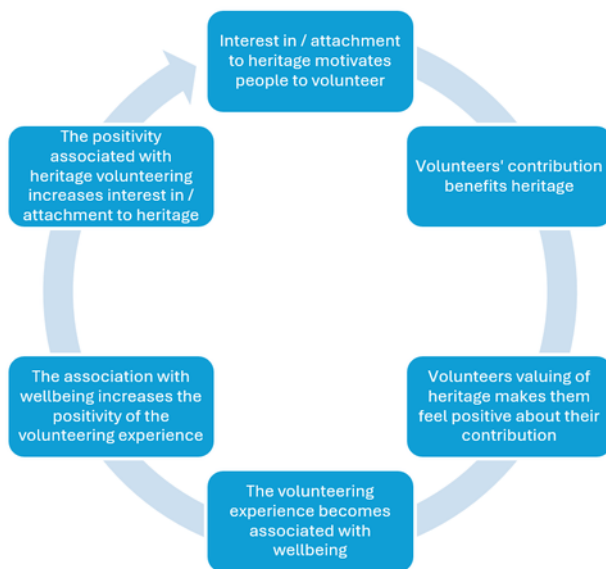 Interest in / attachment
to heritage motivates
people to volunteer
Volunteers' contribution
benefits heritage
Volunteers valuing of
heritage makes them
feel positive about their
contribution
The volunteering
experience becomes
associated with
wellbeing
The association with
wellbeing increases the
positivity of the
volunteering experience
The positivity
associated with
heritage volunteering
increases interest in /
attachment to heritage